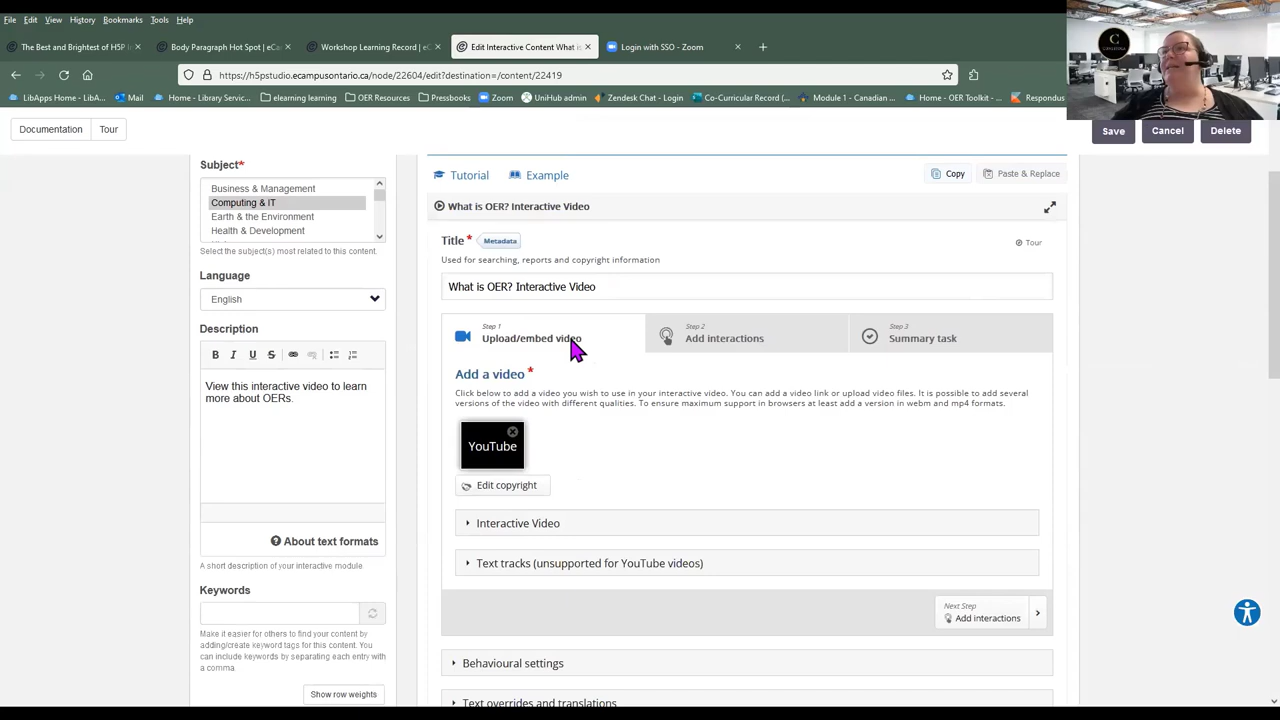 File Edit View History Bookmarks Tools Help
The Best and Brightest of H5P In
Body Paragraph Hot Spot | eCa
Workshop Learning Record | eC
Edit Interactive Content What is
Login with SSO - Zoom
https://h5pstudio.ecampusontario.ca/node/22604/edit?destination=/content/22419
LibApps Home - LibA...
Mail
Home - Library Servic...
elearning learning
OER Resources
Pressbooks
Zoom
UniHub admin
Zendesk Chat - Login
Co-Curricular Record (...
Module 1 - Canadian ...
Home - OER Toolkit - ...
Respondus
Documentation
Tour
Save
Cancel
Delete
Subject*
Business & Management
Computing & IT
Earth & the Environment
Health & Development
Select the subject(s) most related to this content.
Language
English
Description
B I U S
View this interactive video to learn
more about OERs.
About text formats
A short description of your interactive module
Keywords
Make it easier for others to find your content by
adding/create keyword tags for this content. You
can include keywords by separating each entry with
a comma.
Show row weights
Tutorial
Example
Copy
Paste & Replace
What is OER? Interactive Video
Title *
Metadata
Tour
Used for searching, reports and copyright information
What is OER? Interactive Video
Step 1
Upload/embed video
Step 2
Add interactions
Step 3
Summary task
Add a video *
Click below to add a video you wish to use in your interactive video. You can add a video link or upload video files. It is possible to add several
versions of the video with different qualities. To ensure maximum support in browsers at least add a version in webm and mp4 formats.
YouTube
Edit copyright
Interactive Video
Text tracks (unsupported for YouTube videos)
Next Step
Add interactions
Behavioural settings
Text overrides and translations